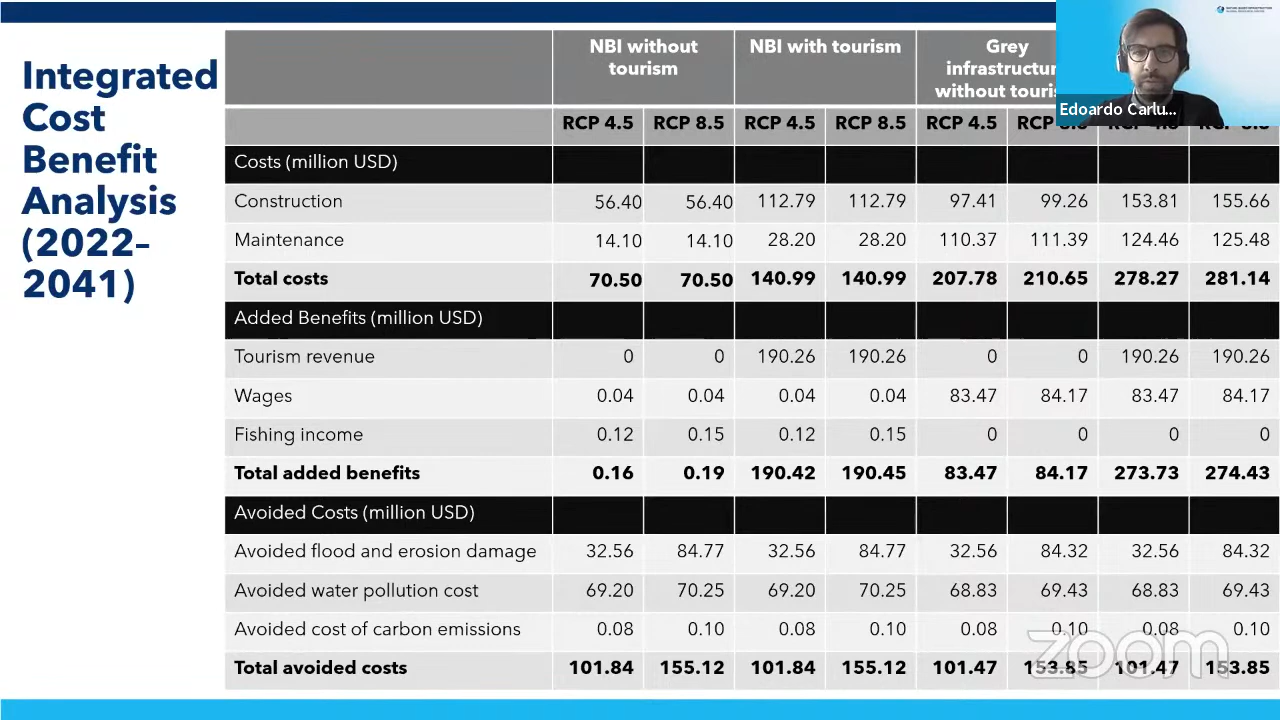 Integrated
Cost
Benefit
Analysis
(2022–
2041)
NBI without
tourism
NBI with tourism
Grey
infrastructur
without touris
Edoardo Carlu...
RCP 4.5 RCP 8.5 RCP 4.5 RCP 8.5 RCP 4.5 RCP 8.5 RCP 4.5 RCP 8.5
Costs (million USD)
Construction 56.40 56.40 112.79 112.79 97.41 99.26 153.81 155.66
Maintenance 14.10 14.10 28.20 28.20 110.37 111.39 124.46 125.48
Total costs 70.50 70.50 140.99 140.99 207.78 210.65 278.27 281.14
Added Benefits (million USD)
Tourism revenue 0 0 190.26 190.26 0 0 190.26 190.26
Wages 0.04 0.04 0.04 0.04 83.47 84.17 83.47 84.17
Fishing income 0.12 0.15 0.12 0.15 0 0 0 0
Total added benefits 0.16 0.19 190.42 190.45 83.47 84.17 273.73 274.43
Avoided Costs (million USD)
Avoided flood and erosion damage 32.56 84.77 32.56 84.77 32.56 84.32 32.56 84.32
Avoided water pollution cost 69.20 70.25 69.20 70.25 68.83 69.43 68.83 69.43
Avoided cost of carbon emissions 0.08 0.10 0.08 0.10 0.08 0.10 0.08 0.10
Total avoided costs 101.84 155.12 101.84 155.12 101.47 153.85 101.47 153.85
zoom